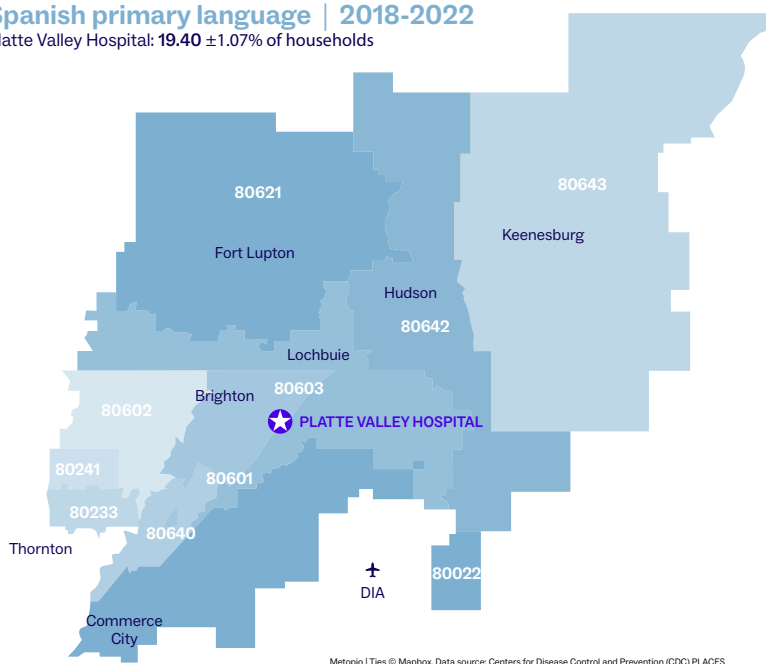 Spanish primary language | 2018-2022
Platte Valley Hospital: 19.40 ±1.07% of households
80621
80643
Keenesburg
Fort Lupton
Hudson
80642
Lochbuie
80603
Brighton
80602
PLATTE VALLEY HOSPITAL
80241
80601
80233
80640
Thornton
80022
DIA
Commerce
City
Metopio | Ties © Mapbox, Data source: Centers for Disease Control and Prevention (CDC) PLACES